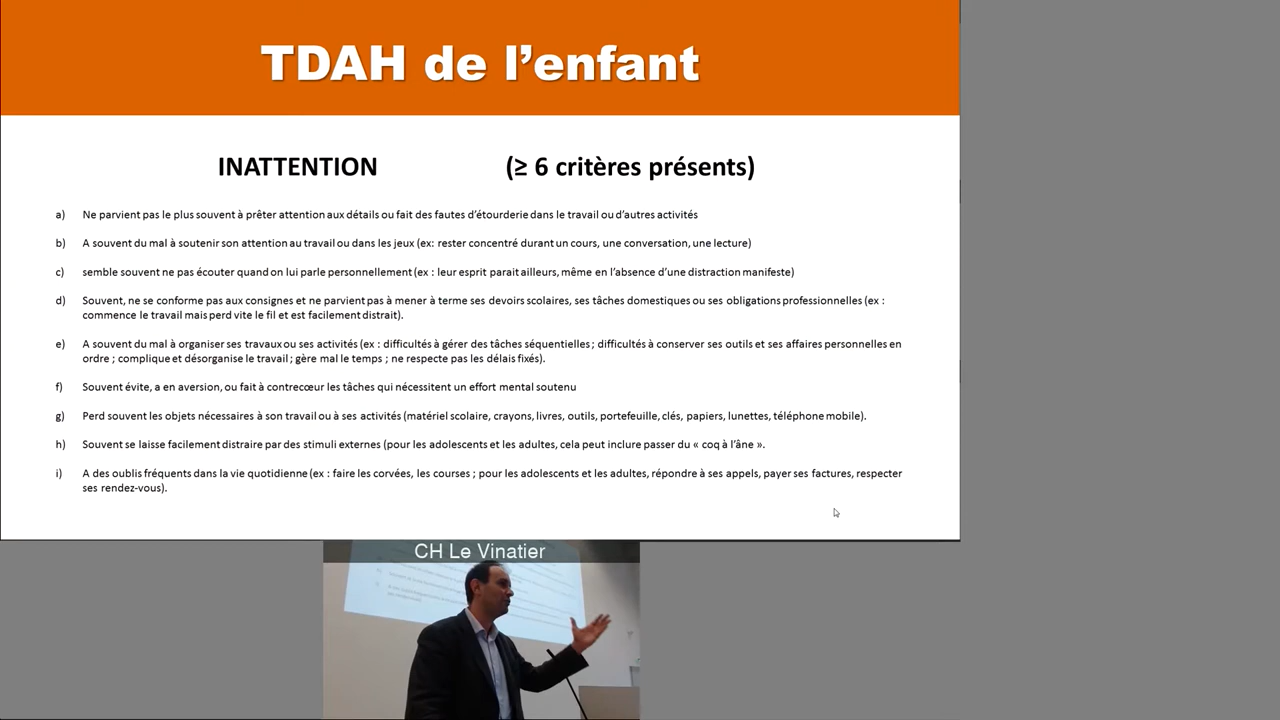 TDAH de l’enfant
INATTENTION (≥ 6 critères présents)
a) Ne parvient pas le plus souvent à prêter attention aux détails ou fait des fautes d’étourderie dans le travail ou d’autres activités
b) A souvent du mal à soutenir son attention au travail ou dans les jeux (ex: rester concentré durant un cours, une conversation, une lecture)
c) semble souvent ne pas écouter quand on lui parle personnellement (ex : leur esprit parait ailleurs, même en l’absence d’une distraction manifeste)
d) Souvent, ne se conforme pas aux consignes et ne parvient pas à mener à terme ses devoirs scolaires, ses tâches domestiques ou ses obligations professionnelles (ex :
commence le travail mais perd vite le fil et est facilement distrait).
e) A souvent du mal à organiser ses travaux ou ses activités (ex : difficultés à gérer des tâches séquentielles ; difficultés à conserver ses outils et ses affaires personnelles en
ordre ; complique et désorganise le travail ; gère mal le temps ; ne respecte pas les délais fixés).
f) Souvent évite, a en aversion, ou fait à contrecœur les tâches qui nécessitent un effort mental soutenu
g) Perd souvent les objets nécessaires à son travail ou à ses activités (matériel scolaire, crayons, livres, outils, portefeuille, clés, papiers, lunettes, téléphone mobile).
h) Souvent se laisse facilement distraire par des stimuli externes (pour les adolescents et les adultes, cela peut inclure passer du « coq à l’âne ».
i) A des oublis fréquents dans la vie quotidienne (ex : faire les corvées, les courses ; pour les adolescents et les adultes, répondre à ses appels, payer ses factures, respecter
ses rendez-vous).
CH Le Vinatier